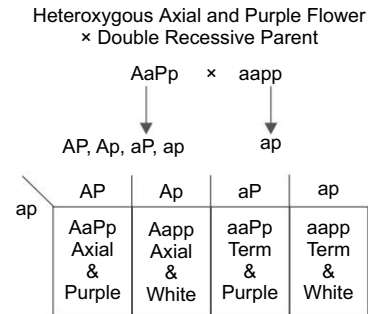 Heteroxygous Axial and Purple Flower
× Double Recessive Parent
AaPp × aapp
AP, Ap, aP, ap ap
ap AP Ap aP ap
AaPp Aapp aaPp aapp
Axial Axial Term Term
& & & &
Purple White Purple White